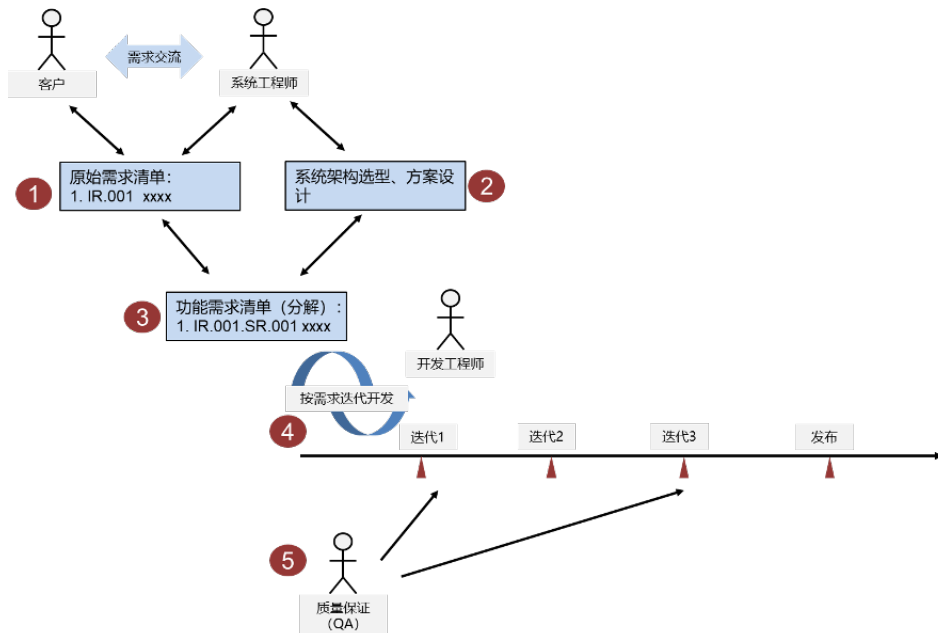 需求交流
客户
系统工程师
1
原始需求清单:
1. IR.001 xxxx
系统架构选型、方案设
计
2
3
功能需求清单（分解）:
1. IR.001.SR.001 xxxx
开发工程师
按需求迭代开发
4
迭代1
迭代2
迭代3
发布
5
质量保证
（QA）